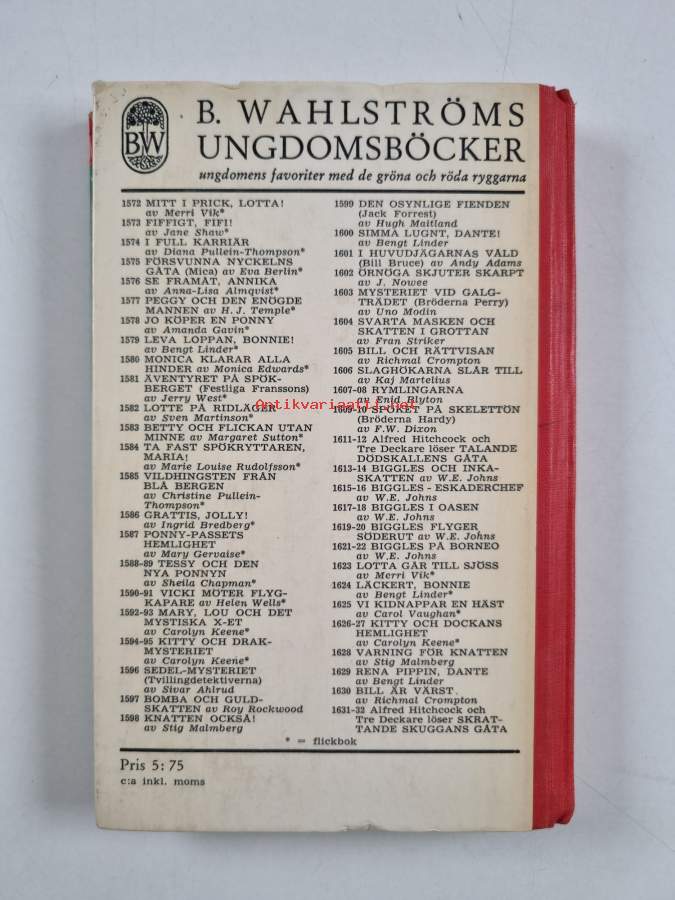 B. WAHLSTRÖMS
BW
UNGDOMSBÖCKER
ungdomens favoriter med de gröna och röda ryggarna
1572 MITT I PRICK, LOTTA!
av Merri Vik*
1573 FIFFIGT, FIFI!
av Jane Shaw*
1574 I FULL KARRIÄR
av Diana Pullein-Thompson*
1575 FÖRSVUNNA NYCKELNS
GÅTA (Mica) av Eva Berlin*
1576 SE FRAMÅT, ANNIKA
av Anna-Lisa Almqvist*
1577 PEGGY OCH DEN ENÖGDE
MANNEN av H. J. Temple*
1578 JO KÖPER EN PONNY
av Amanda Gavin*
1579 LEVA LOPPAN, BONNIE!
av Bengt Linder*
1580 MONICA KLARAR ALLA
HINDER av Monica Edwards*
1581 ÄVENTYRET PÅ SPÖK-
BERGET (Festliga Franssons)
av Jerry West*
1582 LOTTE PÅ RIDLÄGER
av Sven Martinson*
1583 BETTY OCH FLICKAN UTAN
MINNE av Margaret Sutton*
1584 TA FAST SPÖKRYTTAREN,
MARIA!
av Marie Louise Rudolfsson*
1585 VILDHINGSTEN FRÅN
BLÅ BERGEN
av Christine Pullein-
Thompson*
1586 GRATTIS, JOLLY!
av Ingrid Bredberg*
1587 PONNY-PASSETS
HEMLIGHET
av Mary Gervaise*
1588-89 TESSY OCH DEN
NYA PONNYN
av Sheila Chapman*
1590-91 VICKI MÖTER FLYG-
KAPARE av Helen Wells*
1592-93 MARY, LOU OCH DET
MYSTISKA X-ET
av Carolyn Keene*
1594-95 KITTY OCH DRAK-
MYSTERIET
av Carolyn Keene*
1596 SEDEL-MYSTERIET
(Tvillingdetektiverna)
av Sivar Ahlrud
1597 BOMBA OCH GULD-
SKATTEN av Roy Rockwood
1598 KNATTEN OCKSÅ!
av Stig Malmberg
1599 DEN OSYNLIGE FIENDEN
(Jack Forrest)
av Hugh Maitland
1600 SIMMA LUGNT, DANTE!
av Bengt Linder
1601 I HUVUDJÄGARNAS VÅLD
(Bill Bruce) av Andy Adams
1602 ÖRNÖGA SKJUTER SKARPT
av J. Nowee
1603 MYSTERIET VID GALG-
TRÄDET (Bröderna Perry)
av Uno Modin
1604 SVARTA MASKEN OCH
SKATTEN I GROTTAN
av Fran Striker
1605 BILL OCH RÄTTVISAN
av Richmal Crompton
1606 SLAGHÖKARNA SLÅR TILL
av Kaj Martelius
1607-08 RYMLINGARNA
av Enid Blyton
1609-10 SPÖKET PÅ SKELETTÖN
(Bröderna Hardy)
av F.W. Dixon
1611-12 Alfred Hitchcock och
Tre Deckare löser TALANDE
DÖDSKALLENS GÅTA
1613-14 BIGGLES OCH INKA-
SKATTEN av W.E. Johns
1615-16 BIGGLES - ESKADERCHEF
av W.E. Johns
1617-18 BIGGLES I OASEN
av W.E. Johns
1619-20 BIGGLES FLYGER
SÖDERUT av W.E. Johns
1621-22 BIGGLES PÅ BORNEO
av W.E. Johns
1623 LOTTA GÅR TILL SJÖSS
av Merri Vik*
1624 LÄCKERT, BONNIE
av Bengt Linder*
1625 VI KIDNAPPAR EN HÄST
av Carol Vaughan*
1626-27 KITTY OCH DOCKANS
HEMLIGHET
av Carolyn Keene*
1628 VARNING FÖR KNATTEN
av Stig Malmberg
1629 RENA PIPPIN, DANTE
av Bengt Linder
1630 BILL ÄR VÄRST
av Richmal Crompton
1631-32 Alfred Hitchcock och
Tre Deckare löser SKRAT-
TANDE SKUGGANS GÅTA
* = flickbok
Antikvariaatti.net
Pris 5:75
c:a inkl. moms